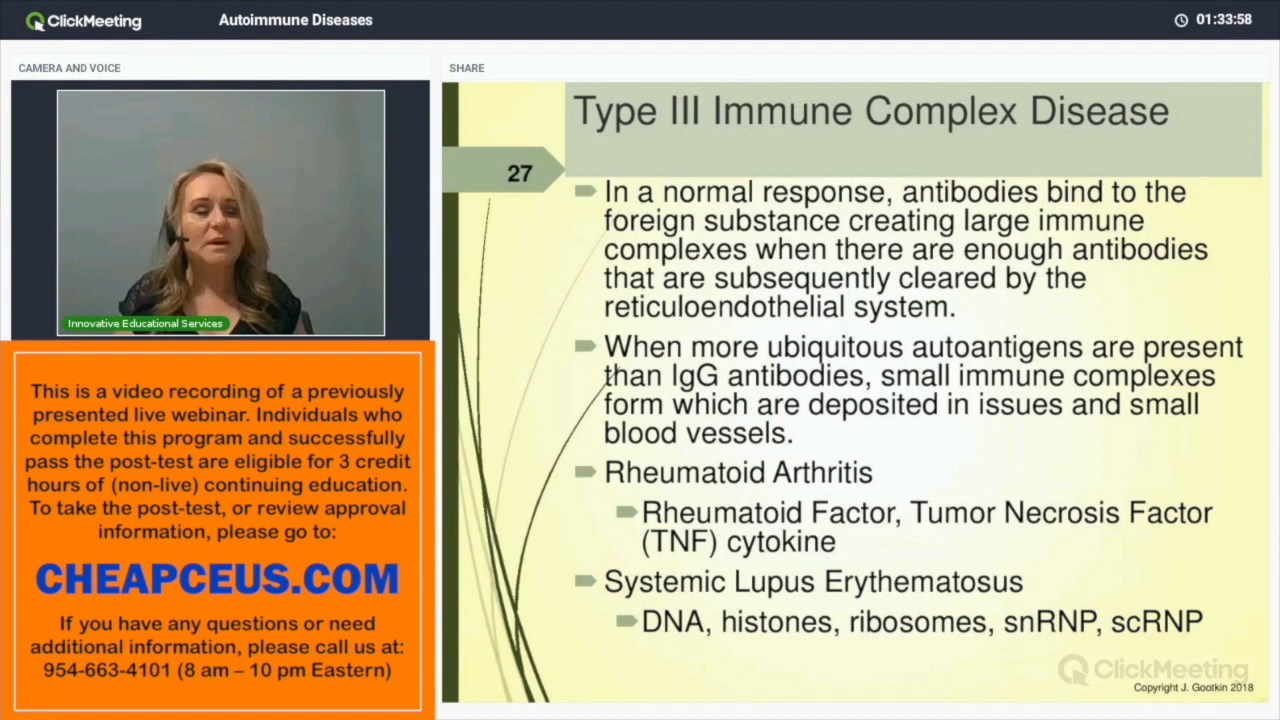 ClickMeeting
Autoimmune Diseases
01:33:58
CAMERA AND VOICE
SHARE
Innovative Educational Services
This is a video recording of a previously
presented live webinar. Individuals who
complete this program and successfully
pass the post-test are eligible for 3 credit
hours of (non-live) continuing education.
To take the post-test, or review approval
information, please go to:
CHEAPCEUS.COM
If you have any questions or need
additional information, please call us at:
954-663-4101 (8 am – 10 pm Eastern)
Type III Immune Complex Disease
27
In a normal response, antibodies bind to the
foreign substance creating large immune
complexes when there are enough antibodies
that are subsequently cleared by the
reticuloendothelial system.
When more ubiquitous autoantigens are present
than IgG antibodies, small immune complexes
form which are deposited in issues and small
blood vessels.
Rheumatoid Arthritis
Rheumatoid Factor, Tumor Necrosis Factor
(TNF) cytokine
Systemic Lupus Erythematosus
DNA, histones, ribosomes, snRNP, scRNP
ClickMeeting
Copyright J. Gootkin 2018